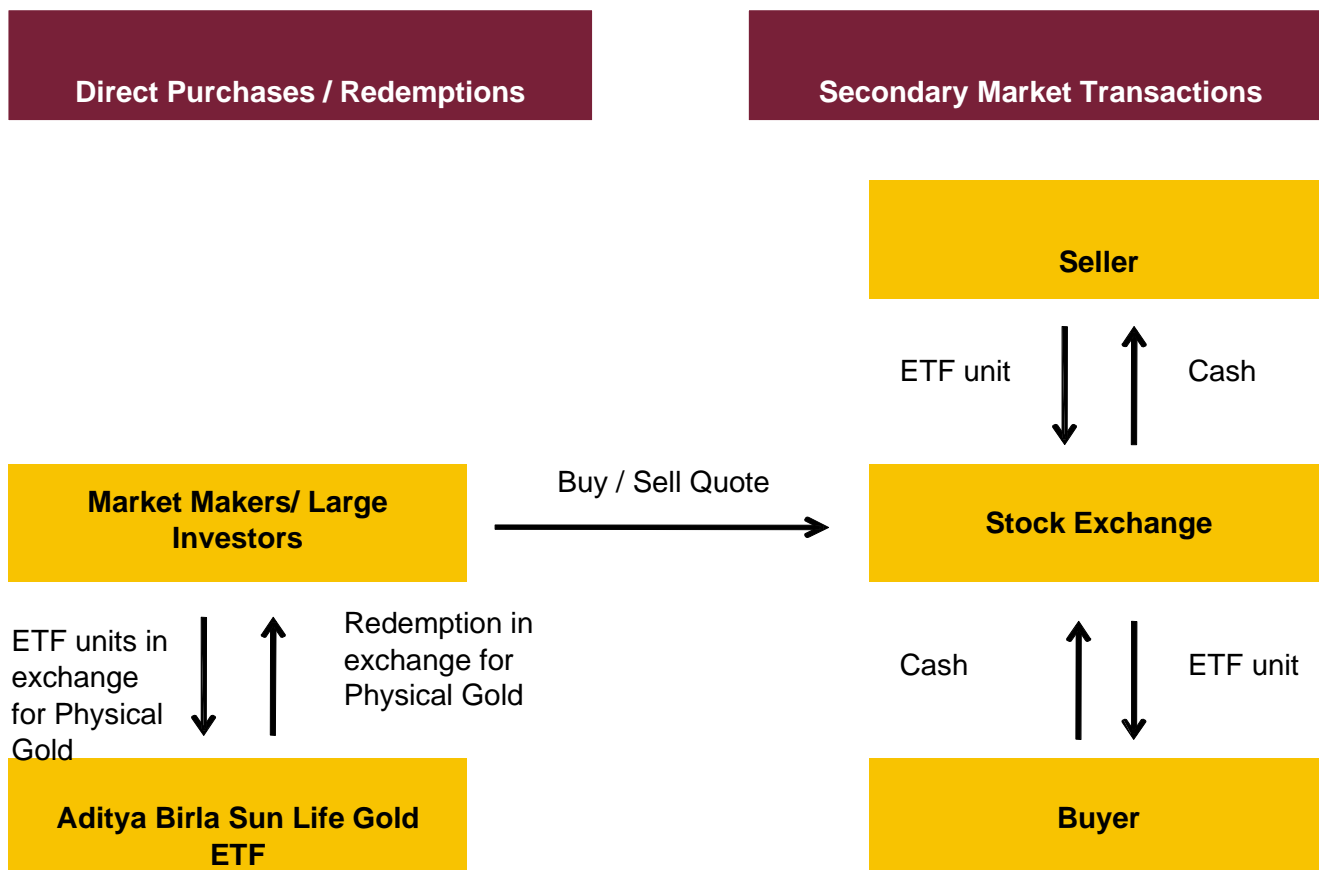 Direct Purchases / Redemptions
Secondary Market Transactions
Seller
ETF unit
Cash
Market Makers/ Large
Investors
Buy / Sell Quote
Stock Exchange
ETF units in
exchange
for Physical
Gold
Redemption in
exchange for
Physical Gold
Cash
ETF unit
Aditya Birla Sun Life Gold
ETF
Buyer